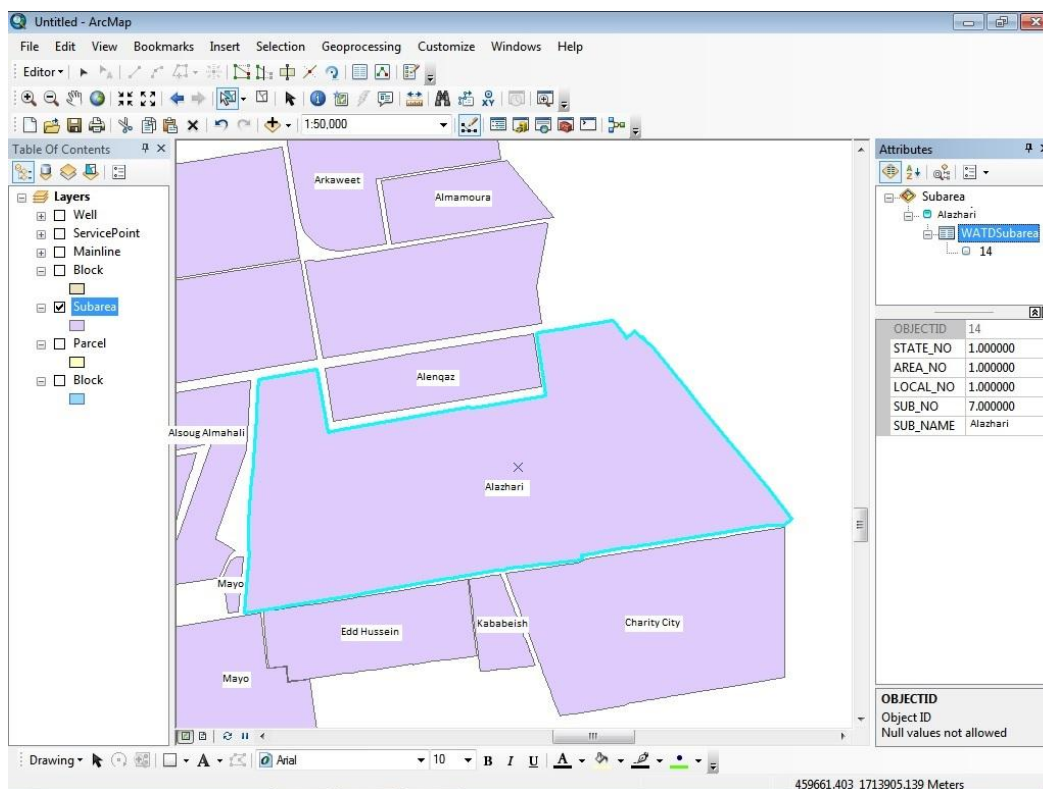 Untitled - ArcMap
File Edit View Bookmarks Insert Selection Geoprocessing Customize Windows Help
Editor
1:50,000
Table Of Contents
Layers
Well
ServicePoint
Mainline
Block
Subarea
Parcel
Block
Arkaweet
Almamoura
Alenqaz
Alsoug Almahali
Alazhari
Mayo
Edd Hussein
Kababeish
Charity City
Mayo
Attributes
Subarea
Alazhari
WATDSubarea
14
OBJECTID 14
STATE_NO 1.000000
AREA_NO 1.000000
LOCAL_NO 1.000000
SUB_NO 7.000000
SUB_NAME Alazhari
OBJECTID
Object ID
Null values not allowed
Drawing A Arial 10 B I U A
459661.403 1713905.139 Meters